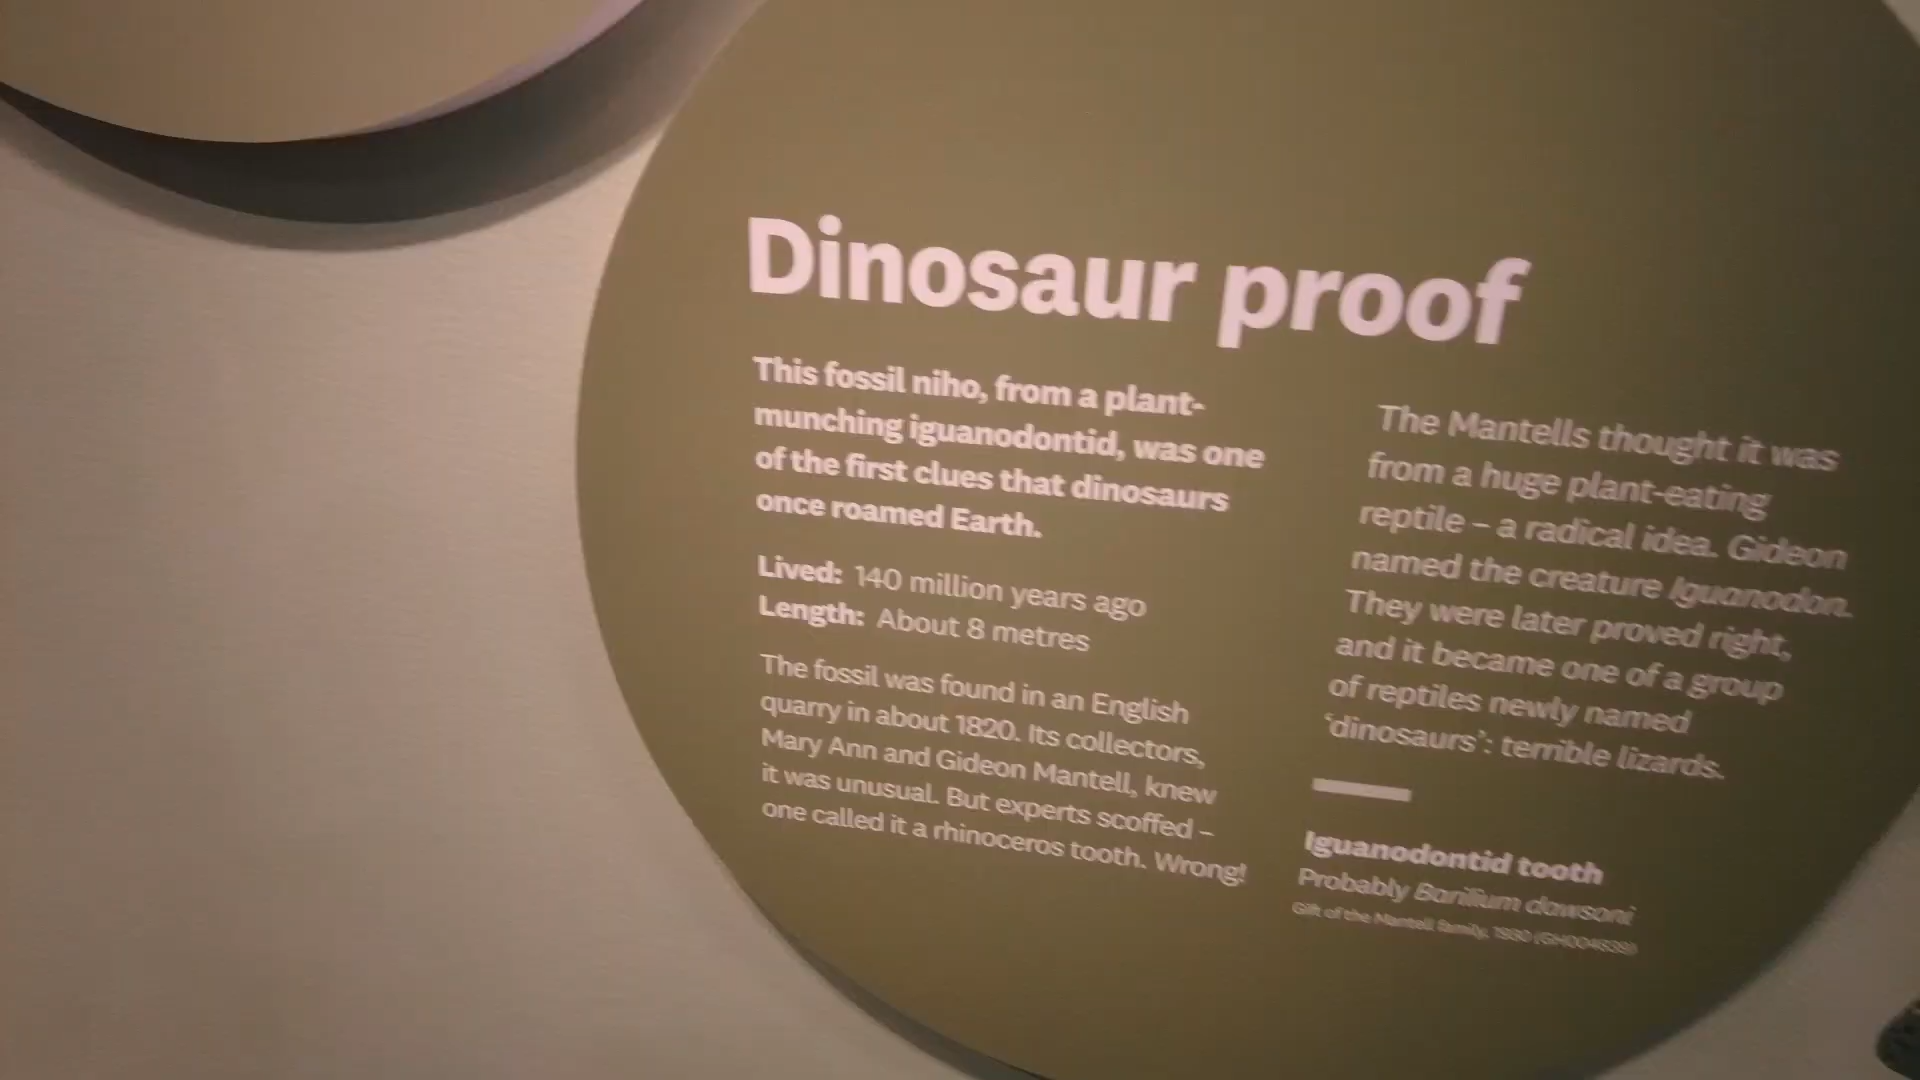 Dinosaur proof
This fossil niho, from a plant-
munching iguanodontid, was one
of the first clues that dinosaurs
once roamed Earth.
Lived: 140 million years ago
Length: About 8 metres
The fossil was found in an English
quarry in about 1820. Its collectors,
Mary Ann and Gideon Mantell, knew
it was unusual. But experts scoffed –
one called it a rhinoceros tooth. Wrong!
The Mantells thought it was
from a huge plant-eating
reptile – a radical idea. Gideon
named the creature Iguanodon.
They were later proved right,
and it became one of a group
of reptiles newly named
‘dinosaurs’: terrible lizards.
Iguanodontid tooth
Probably Barilium dawsoni
Gift of the Mantell family, 1930